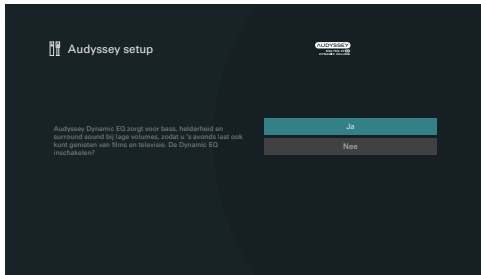 Audyssey setup
AUDYSSEY
Audyssey Dynamic EQ zorgt voor bass, helderheid en
surround sound bij lage volumes, zodat u 's avonds last ook
kunt genieten van films en televisie. De Dynamic EQ
inschakelen?
Ja
Nee